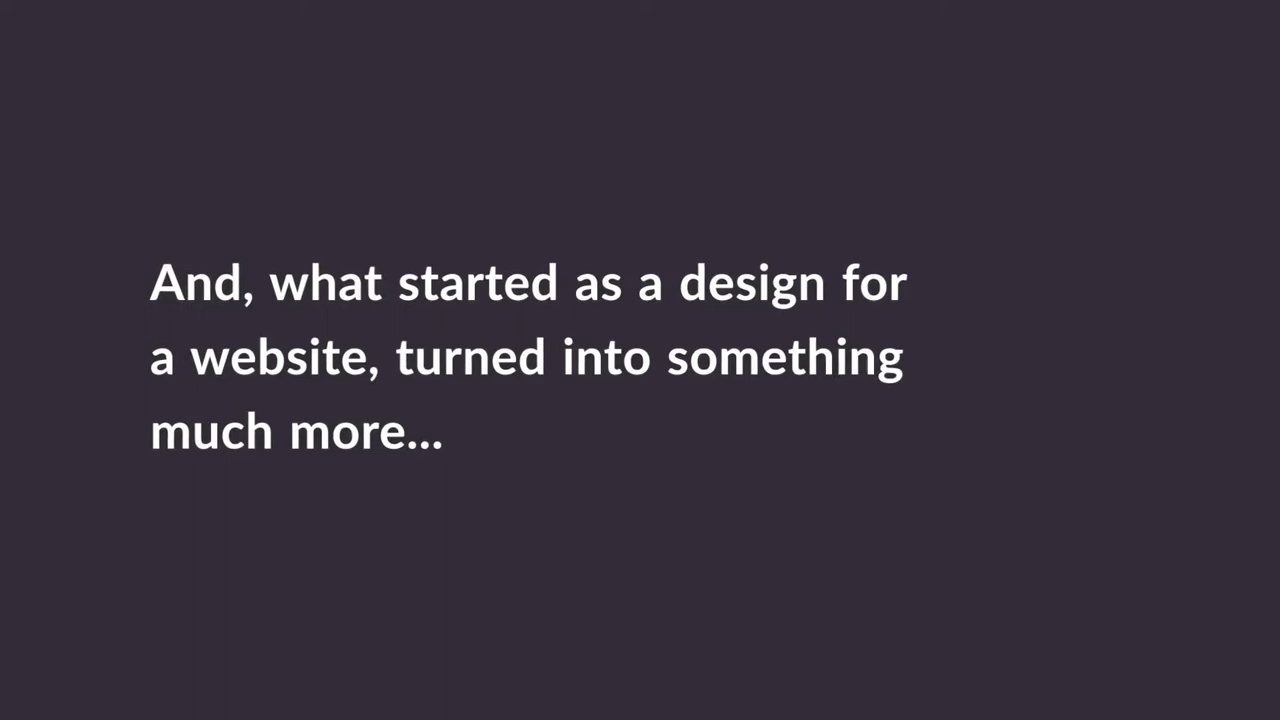 And, what started as a design for
a website, turned into something
much more...